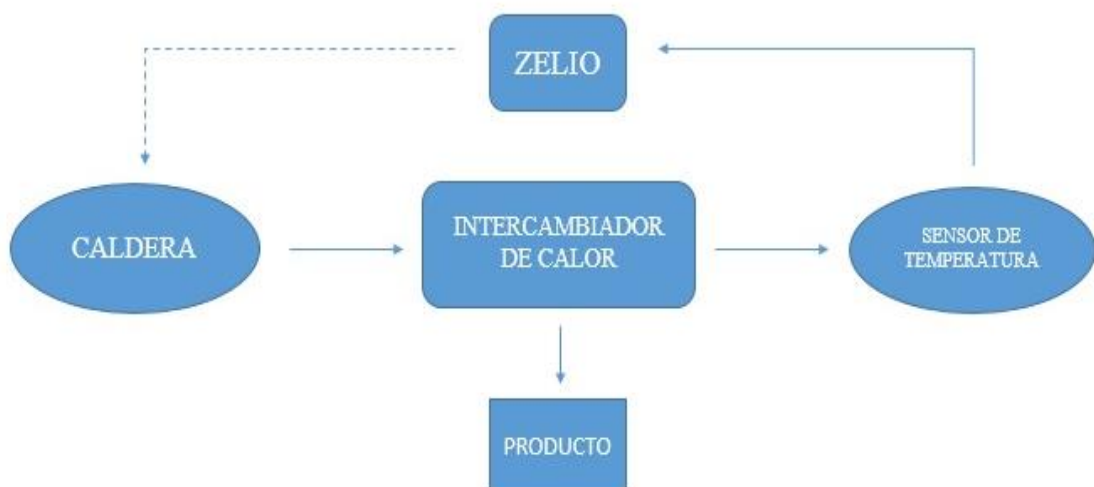 ZELIO
CALDERA
INTERCAMBIADOR
DE CALOR
SENSOR DE
TEMPERATURA
PRODUCTO